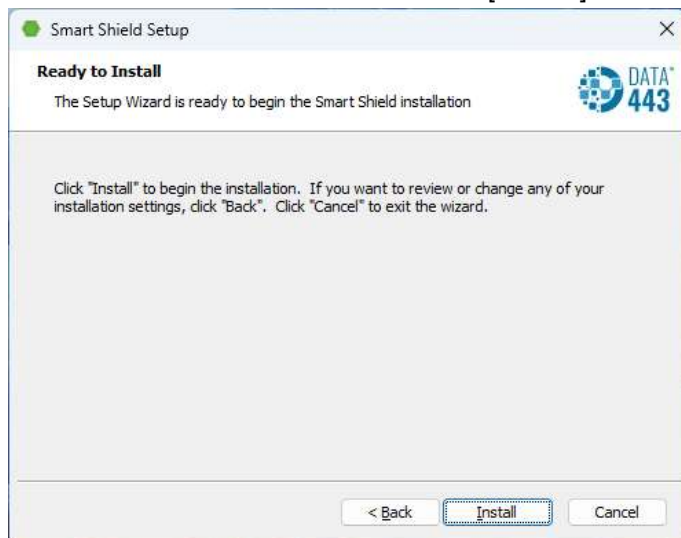 Smart Shield Setup
Ready to Install
The Setup Wizard is ready to begin the Smart Shield installation
DATA
443
Click "Install" to begin the installation. If you want to review or change any of your
installation settings, click "Back". Click "Cancel" to exit the wizard.
< Back Install Cancel